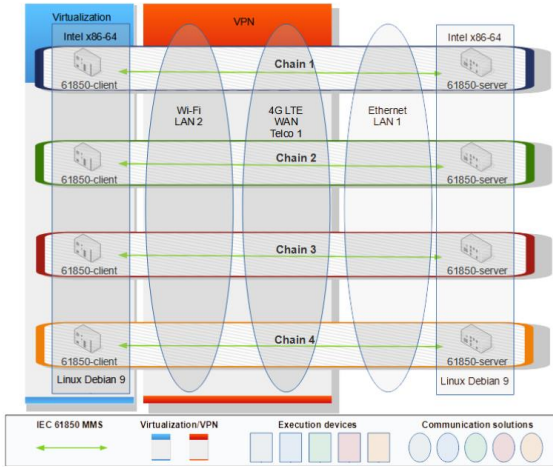 Virtualization
VPN
Intel x86-64
Intel x86-64
Chain 1
61850-client
61850-server
Wi-Fi
LAN 2
4G LTE
WAN
Telco 1
Ethernet
LAN 1
Chain 2
61850-client
61850-server
Chain 3
61850-client
61850-server
Chain 4
61850-client
61850-server
Linux Debian 9
Linux Debian 9
IEC 61850 MMS
Virtualization/VPN
Execution devices
Communication solutions